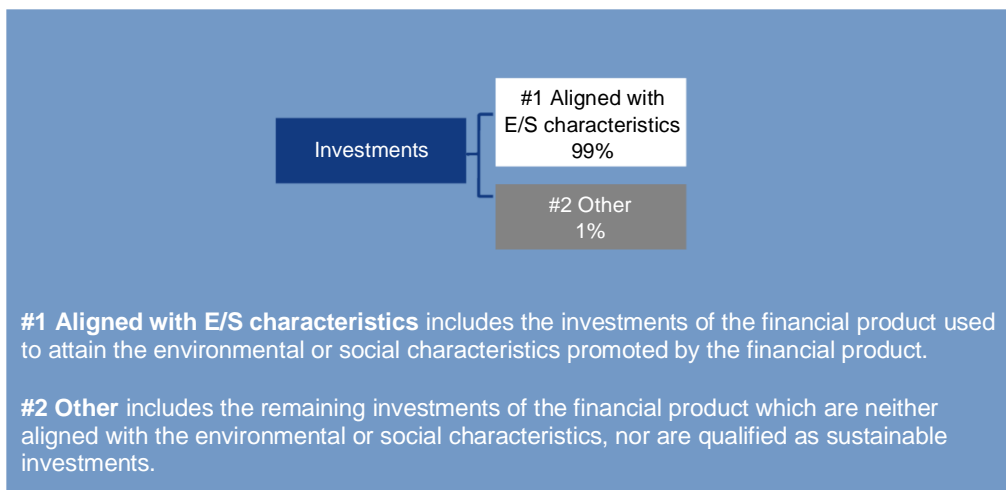 #1 Aligned with
E/S characteristics
99%
Investments
#2 Other
1%
#1 Aligned with E/S characteristics includes the investments of the financial product used
to attain the environmental or social characteristics promoted by the financial product.
#2 Other includes the remaining investments of the financial product which are neither
aligned with the environmental or social characteristics, nor are qualified as sustainable
investments.